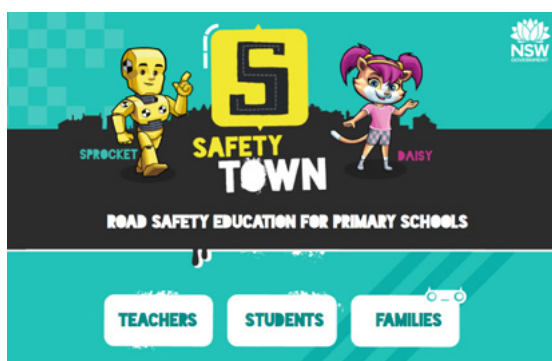 NSW
GOVERNMENT
S
SPROCKET
SAFETY
TOWN
DAISY
ROAD SAFETY EDUCATION FOR PRIMARY SCHOOLS
TEACHERS
STUDENTS
FAMILIES